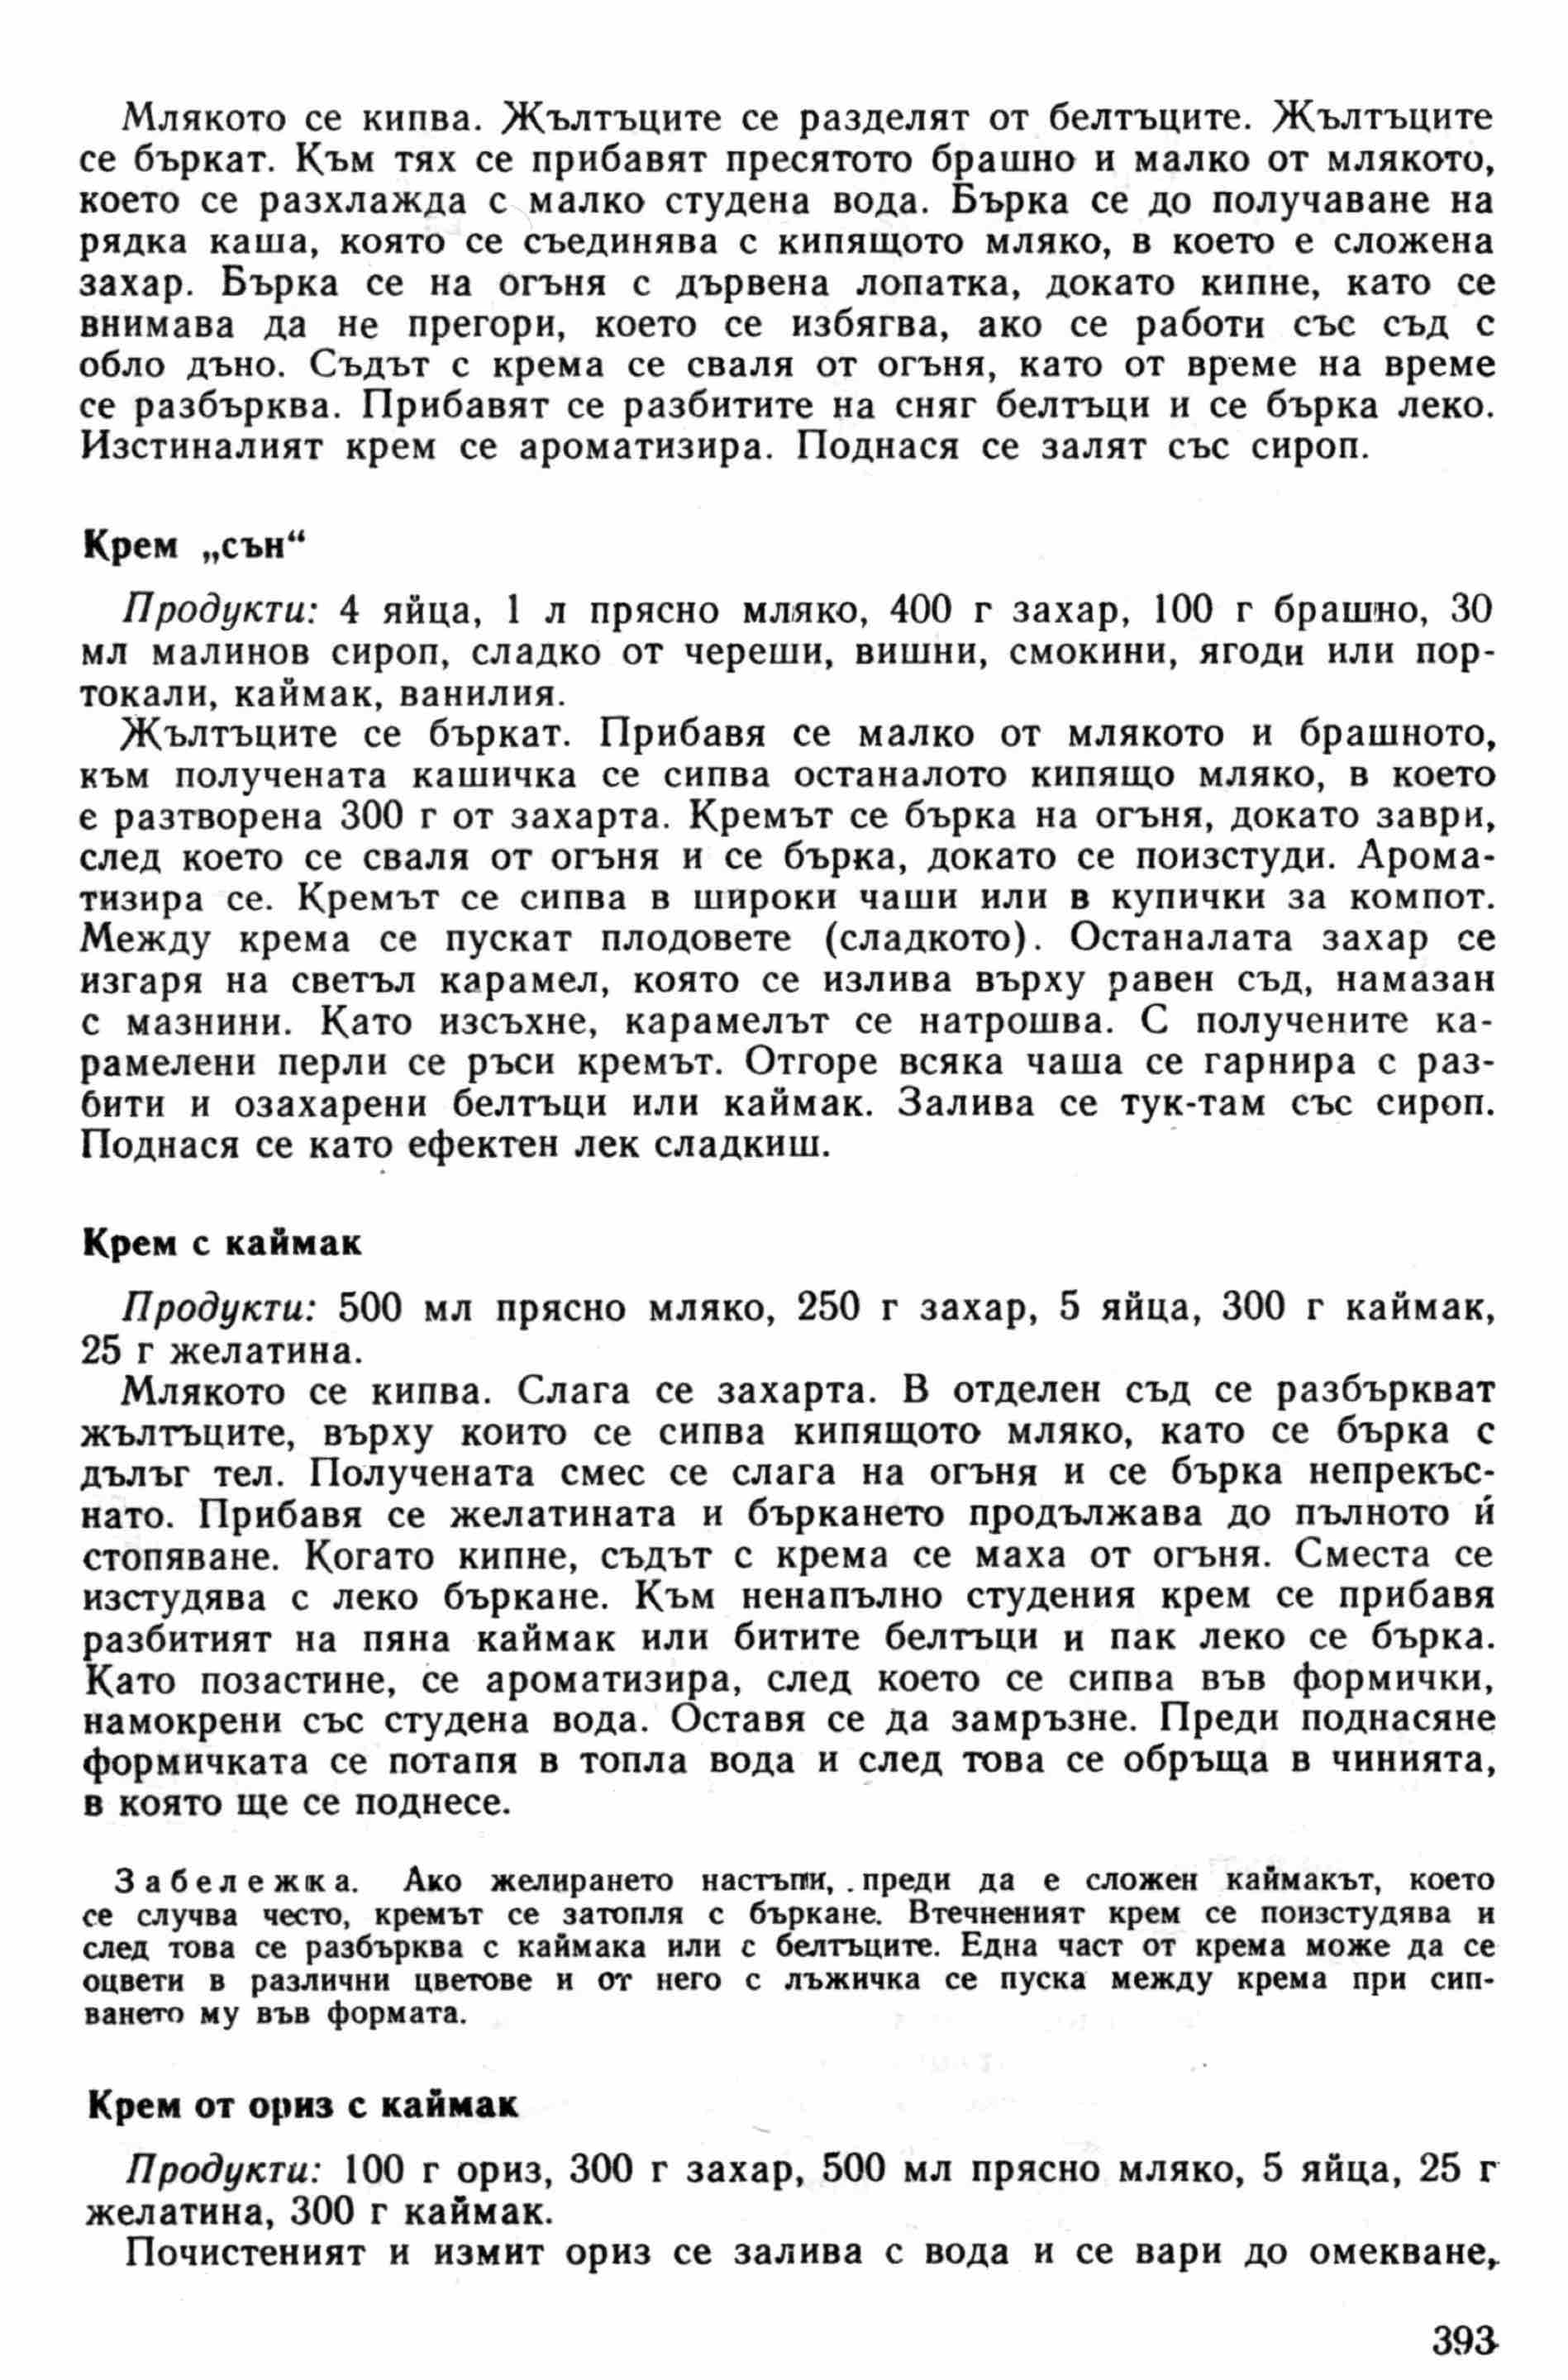 Млякото се кипва. Жълтъците се разделят от белтъците. Жълтъците
се бъркат. Към тях се прибавят пресятото брашно и малко от млякото,
което се разхлажда с малко студена вода. Бърка се до получаване на
рядка каша, която се съединява с кипящото мляко, в което е сложена
захар. Бърка се на огъня с дървена лопатка, докато кипне, като се
внимава да не прегори, което се избягва, ако се работи със съд с
обло дъно. Съдът с крема се сваля от огъня, като от време на време
се разбърква. Прибавят се разбитите на сняг белтъци и се бърка леко.
Изстиналият крем се ароматизира. Поднася се залят със сироп.
Крем „сън“
Продукти: 4 яйца, 1 л прясно мляко, 400 г захар, 100 г брашно, 30
мл малинов сироп, сладко от череши, вишни, смокини, ягоди или пор-
токали, каймак, ванилия.
Жълтъците се бъркат. Прибавя се малко от млякото и брашното,
към получената кашичка се сипва останалото кипящо мляко, в което
е разтворена 300 г от захарта. Кремът се бърка на огъня, докато заври,
след което се сваля от огъня и се бърка, докато се поизстуди. Арома-
тизира се. Кремът се сипва в широки чаши или в купички за компот.
Между крема се пускат плодовете (сладкото). Останалата захар се
изгаря на светъл карамел, която се излива върху равен съд, намазан
с мазнини. Като изсъхне, карамелът се натрошва. С получените ка-
рамелени перли се ръси кремът. Отгоре всяка чаша се гарнира с раз-
бити и озахарени белтъци или каймак. Залива се тук-там със сироп.
Поднася се като ефектен лек сладкиш.
Крем с каймак
Продукти: 500 мл прясно мляко, 250 г захар, 5 яйца, 300 г каймак,
25 г желатина.
Млякото се кипва. Слага се захарта. В отделен съд се разбъркват
жълтъците, върху които се сипва кипящото мляко, като се бърка с
дълъг тел. Получената смес се слага на огъня и се бърка непрекъс-
нато. Прибавя се желатината и бъркането продължава до пълното ѝ
стопяване. Когато кипне, съдът с крема се маха от огъня. Сместа се
изстудява с леко бъркане. Към ненапълно студения крем се прибавя
разбитият на пяна каймак или битите белтъци и пак леко се бърка.
Като позастине, се ароматизира, след което се сипва във формички,
намокрени със студена вода. Оставя се да замръзне. Преди поднасяне
формичката се потапя в топла вода и след това се обръща в чинията,
в която ще се поднесе.
Забележка. Ако желирането настъпи, преди да е сложен каймакът, което
се случва често, кремът се затопля с бъркане. Втечненият крем се поизстудява и
след това се разбърква с каймака или с белтъците. Една част от крема може да се
оцвети в различни цветове и от него с лъжичка се пуска между крема при сип-
ването му във формата.
Крем от ориз с каймак
Продукти: 100 г ориз, 300 г захар, 500 мл прясно мляко, 5 яйца, 25 г
желатина, 300 г каймак.
Почистеният и измит ориз се залива с вода и се вари до омекване,
393